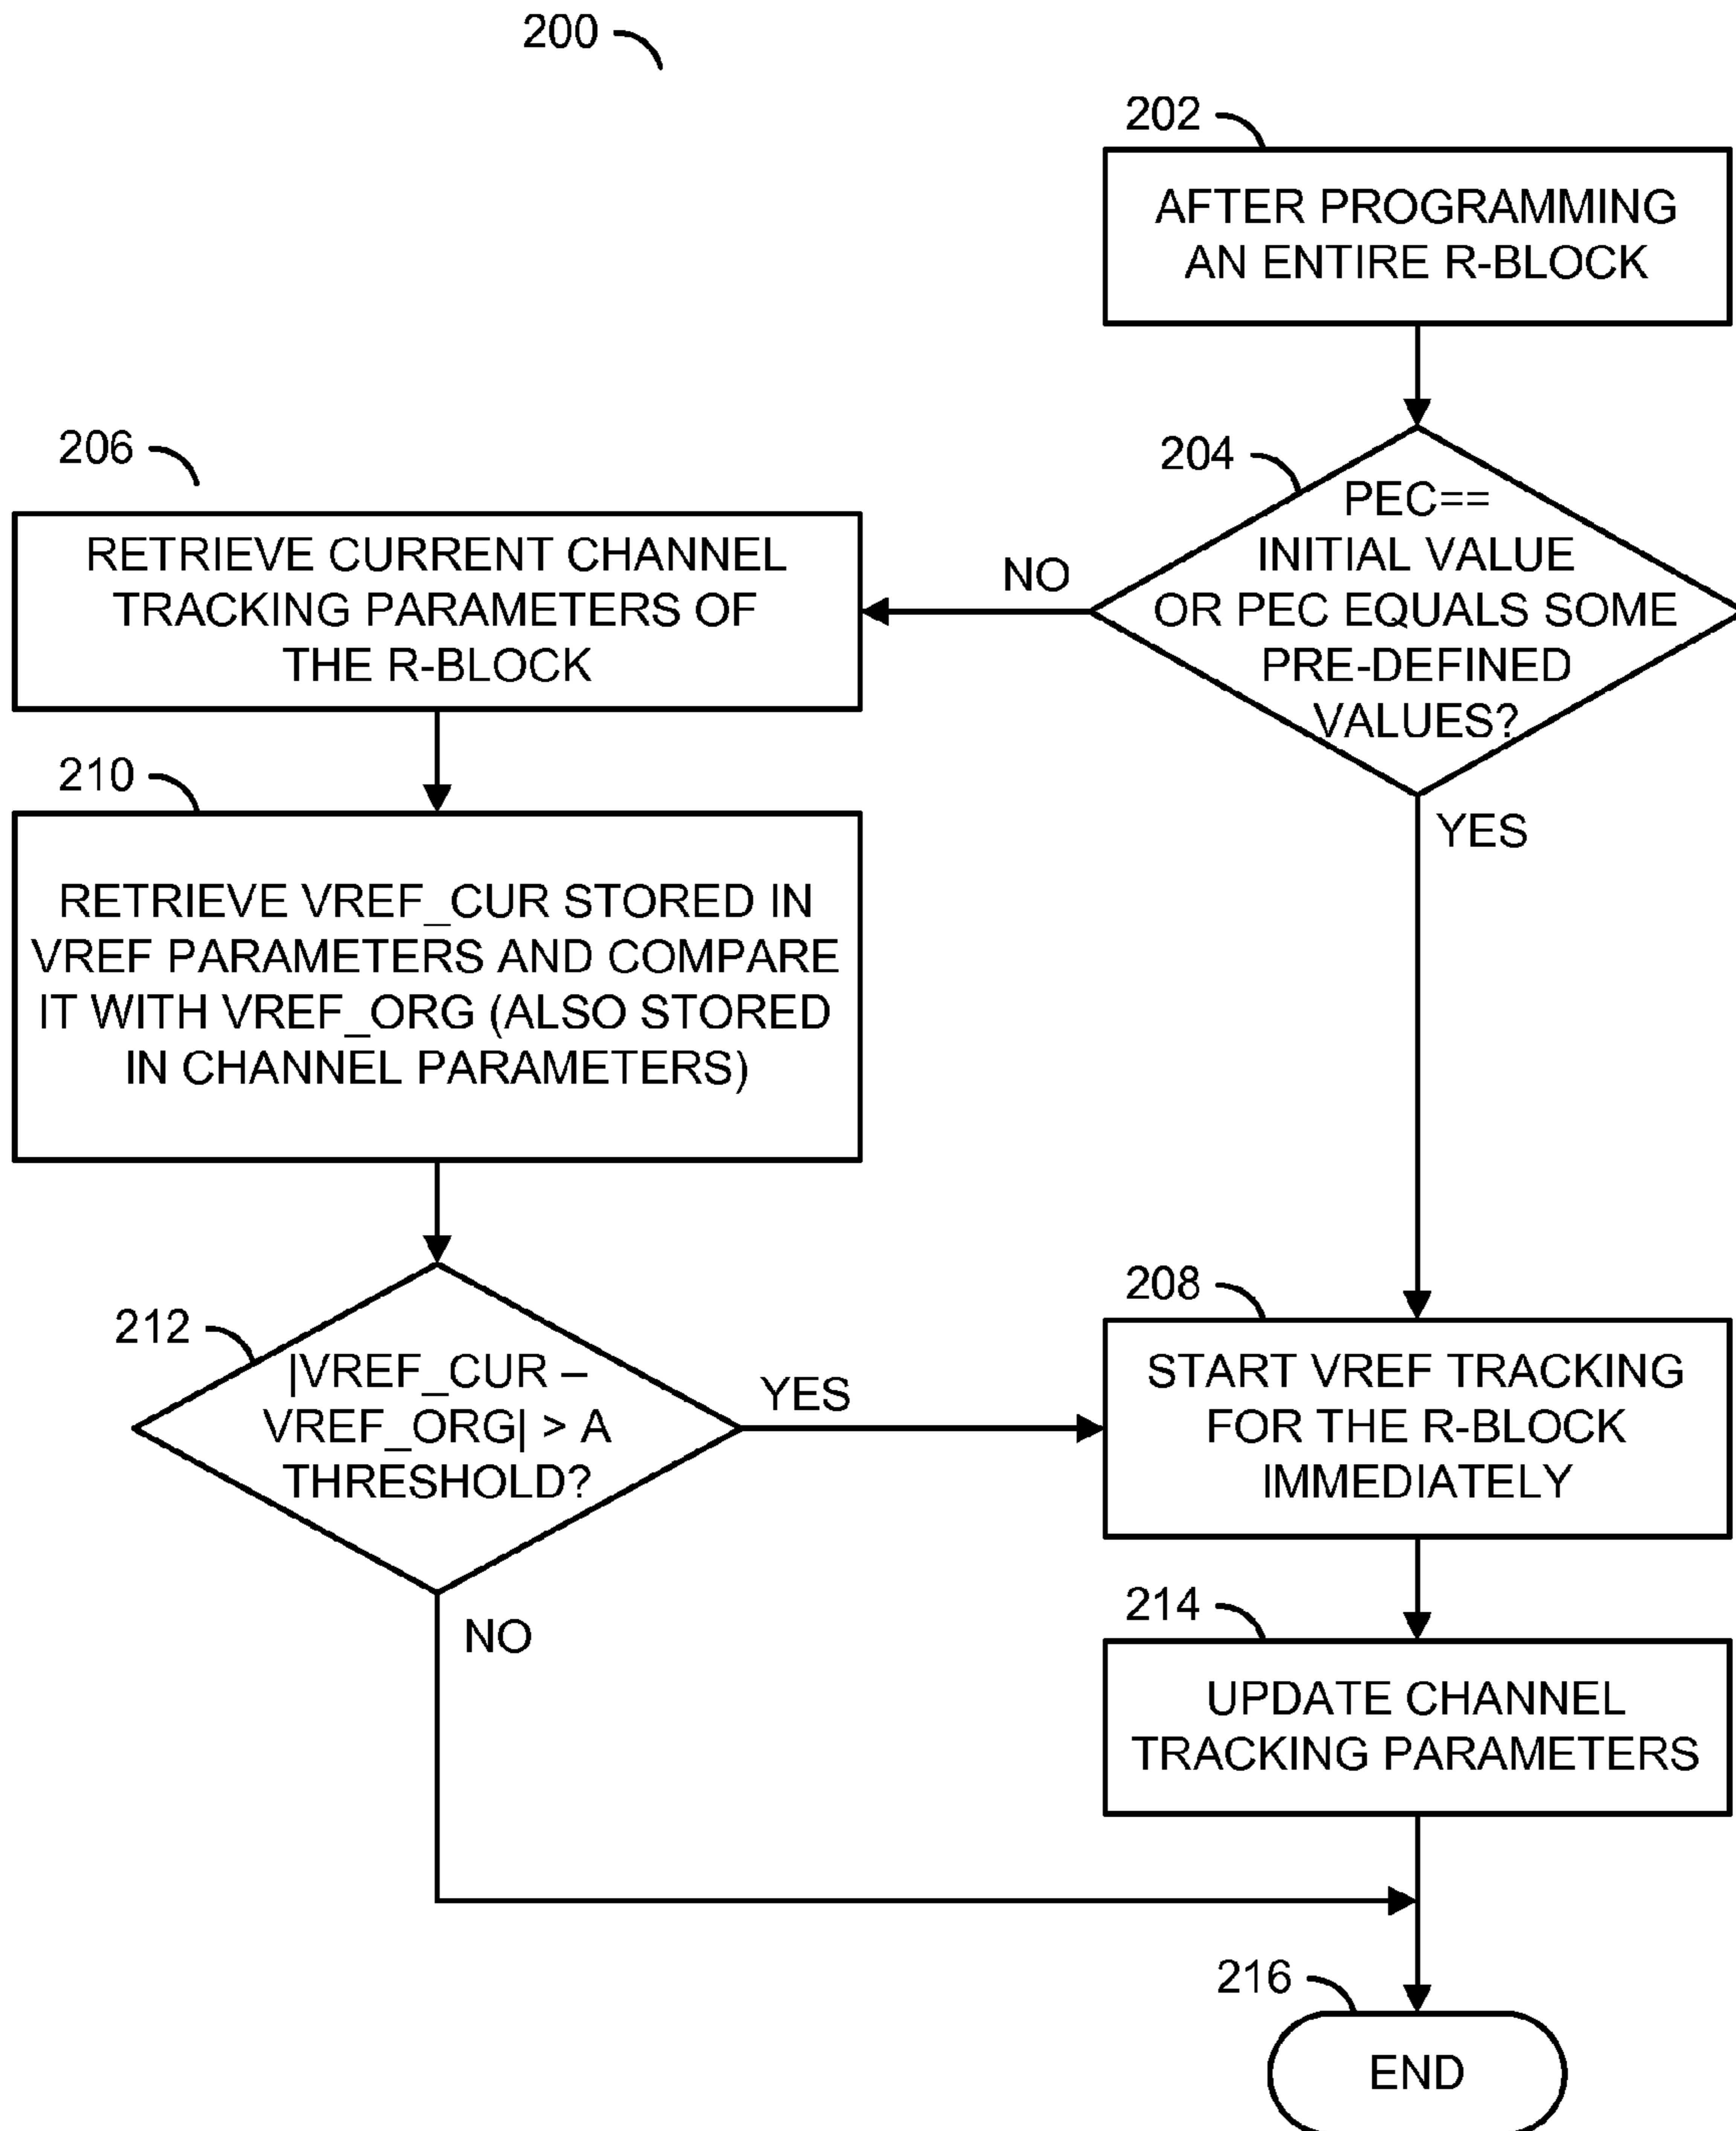 200
202
AFTER PROGRAMMING
AN ENTIRE R-BLOCK
204
PEC==
INITIAL VALUE
OR PEC EQUALS SOME
PRE-DEFINED
VALUES?
NO
YES
206
RETRIEVE CURRENT CHANNEL
TRACKING PARAMETERS OF
THE R-BLOCK
210
RETRIEVE VREF_CUR STORED IN
VREF PARAMETERS AND COMPARE
IT WITH VREF_ORG (ALSO STORED
IN CHANNEL PARAMETERS)
212
|VREF_CUR –
VREF_ORG| > A
THRESHOLD?
YES
NO
208
START VREF TRACKING
FOR THE R-BLOCK
IMMEDIATELY
214
UPDATE CHANNEL
TRACKING PARAMETERS
216
END